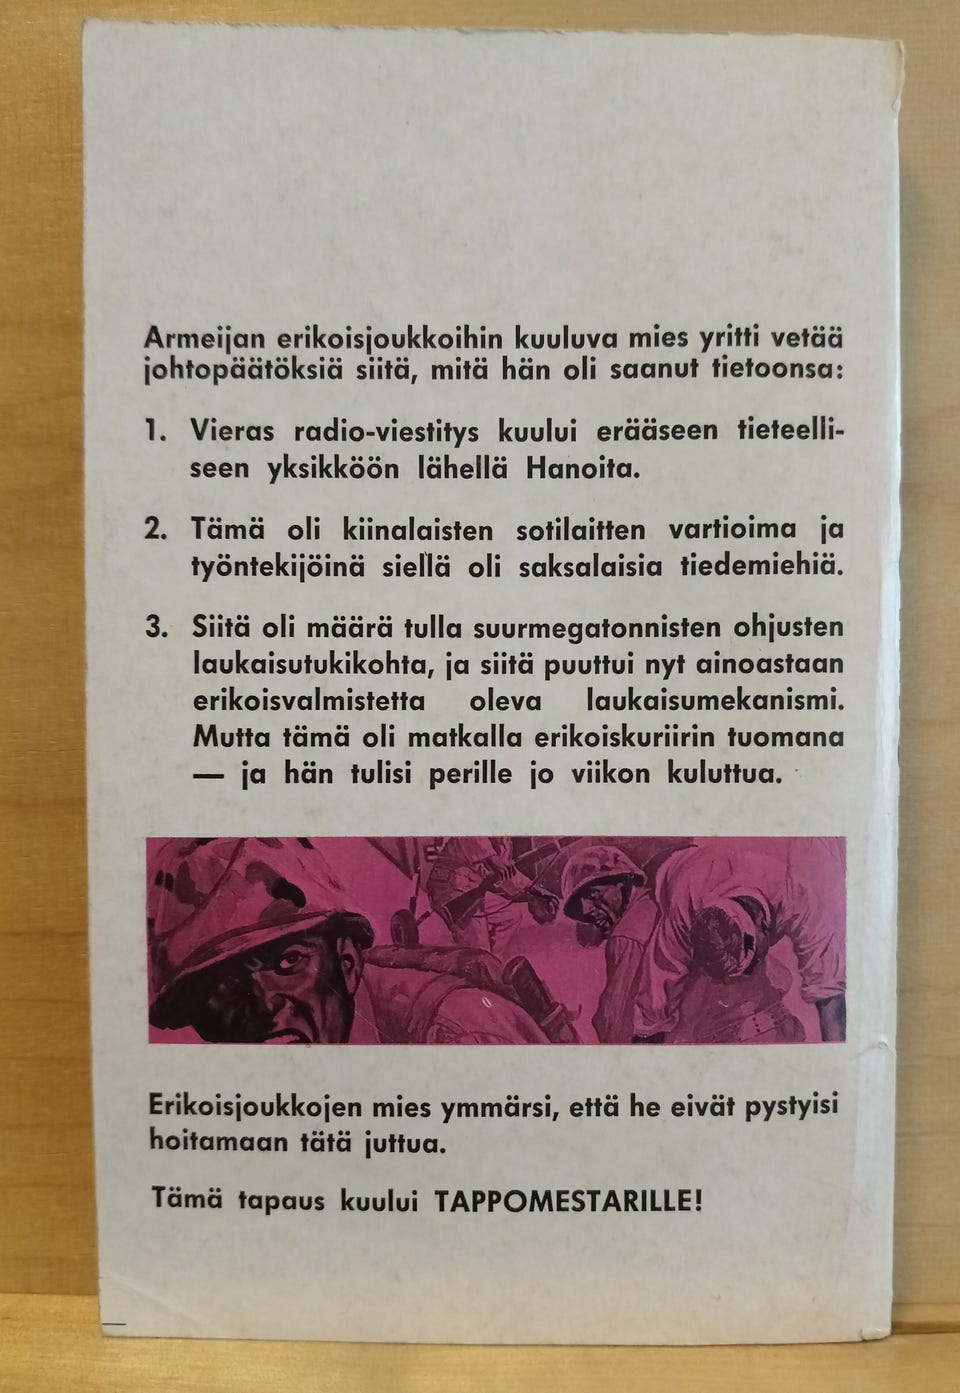 Armeijan erikoisjoukkoihin kuuluva mies yritti vetää
johtopäätöksiä siitä, mitä hän oli saanut tietoonsa:
1. Vieras radio-viestitys kuului erääseen tieteelli-
seen yksikköön lähellä Hanoita.
2. Tämä oli kiinalaisten sotilaitten vartioima ja
työntekijöinä siellä oli saksalaisia tiedemiehiä.
3. Siitä oli määrä tulla suurmegatonnisten ohjusten
laukaisutukikohta, ja siitä puuttui nyt ainoastaan
erikoisvalmistetta oleva laukaisumekanismi.
Mutta tämä oli matkalla erikoiskuriirin tuomana
— ja hän tulisi perille jo viikon kuluttua.
Erikoisjoukkojen mies ymmärsi, että he eivät pystyisi
hoitamaan tätä juttua.
Tämä tapaus kuului TAPPOMESTARILLE!